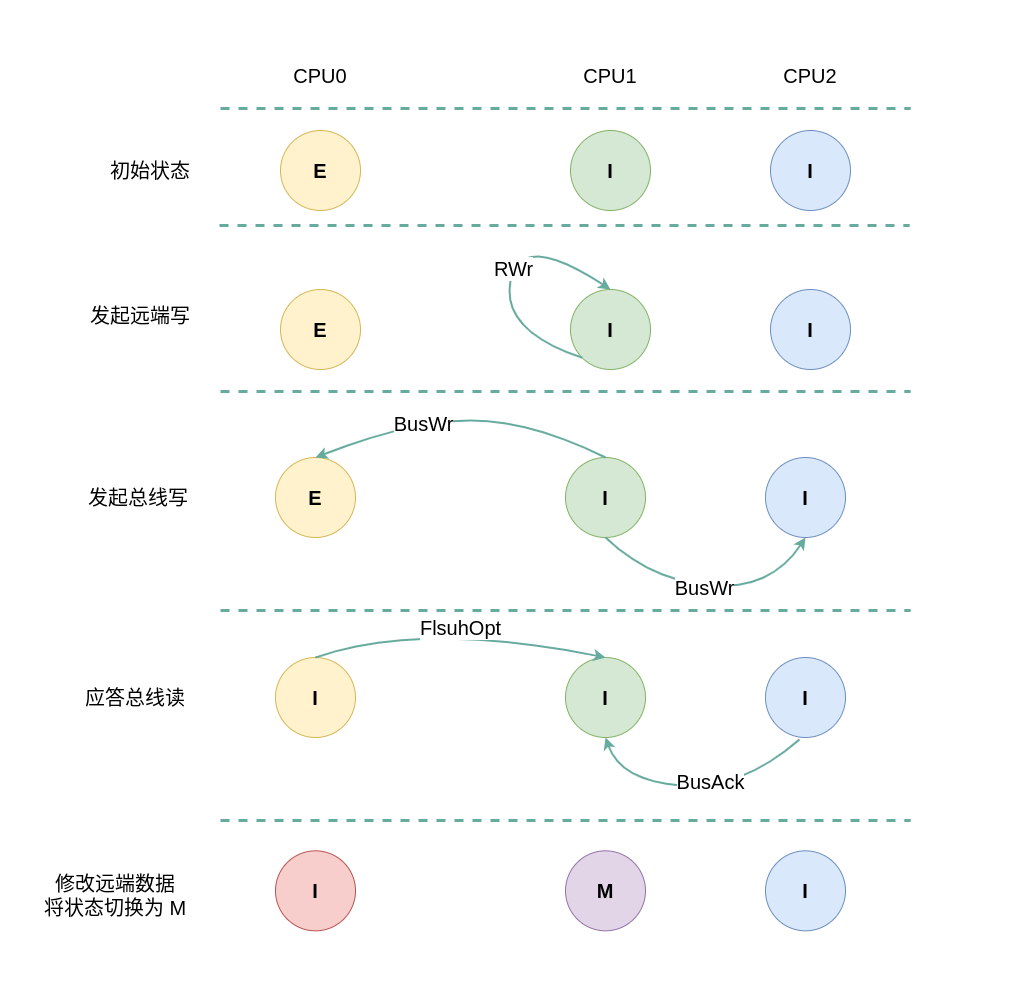 CPU0 CPU1 CPU2
初始状态 E I I
RWr
发起远端写 E I I
BusWr
发起总线写 E I I
BusWr
FlsuhOpt
应答总线读 I I I
BusAck
修改远端数据
将状态切换为 M
I M I